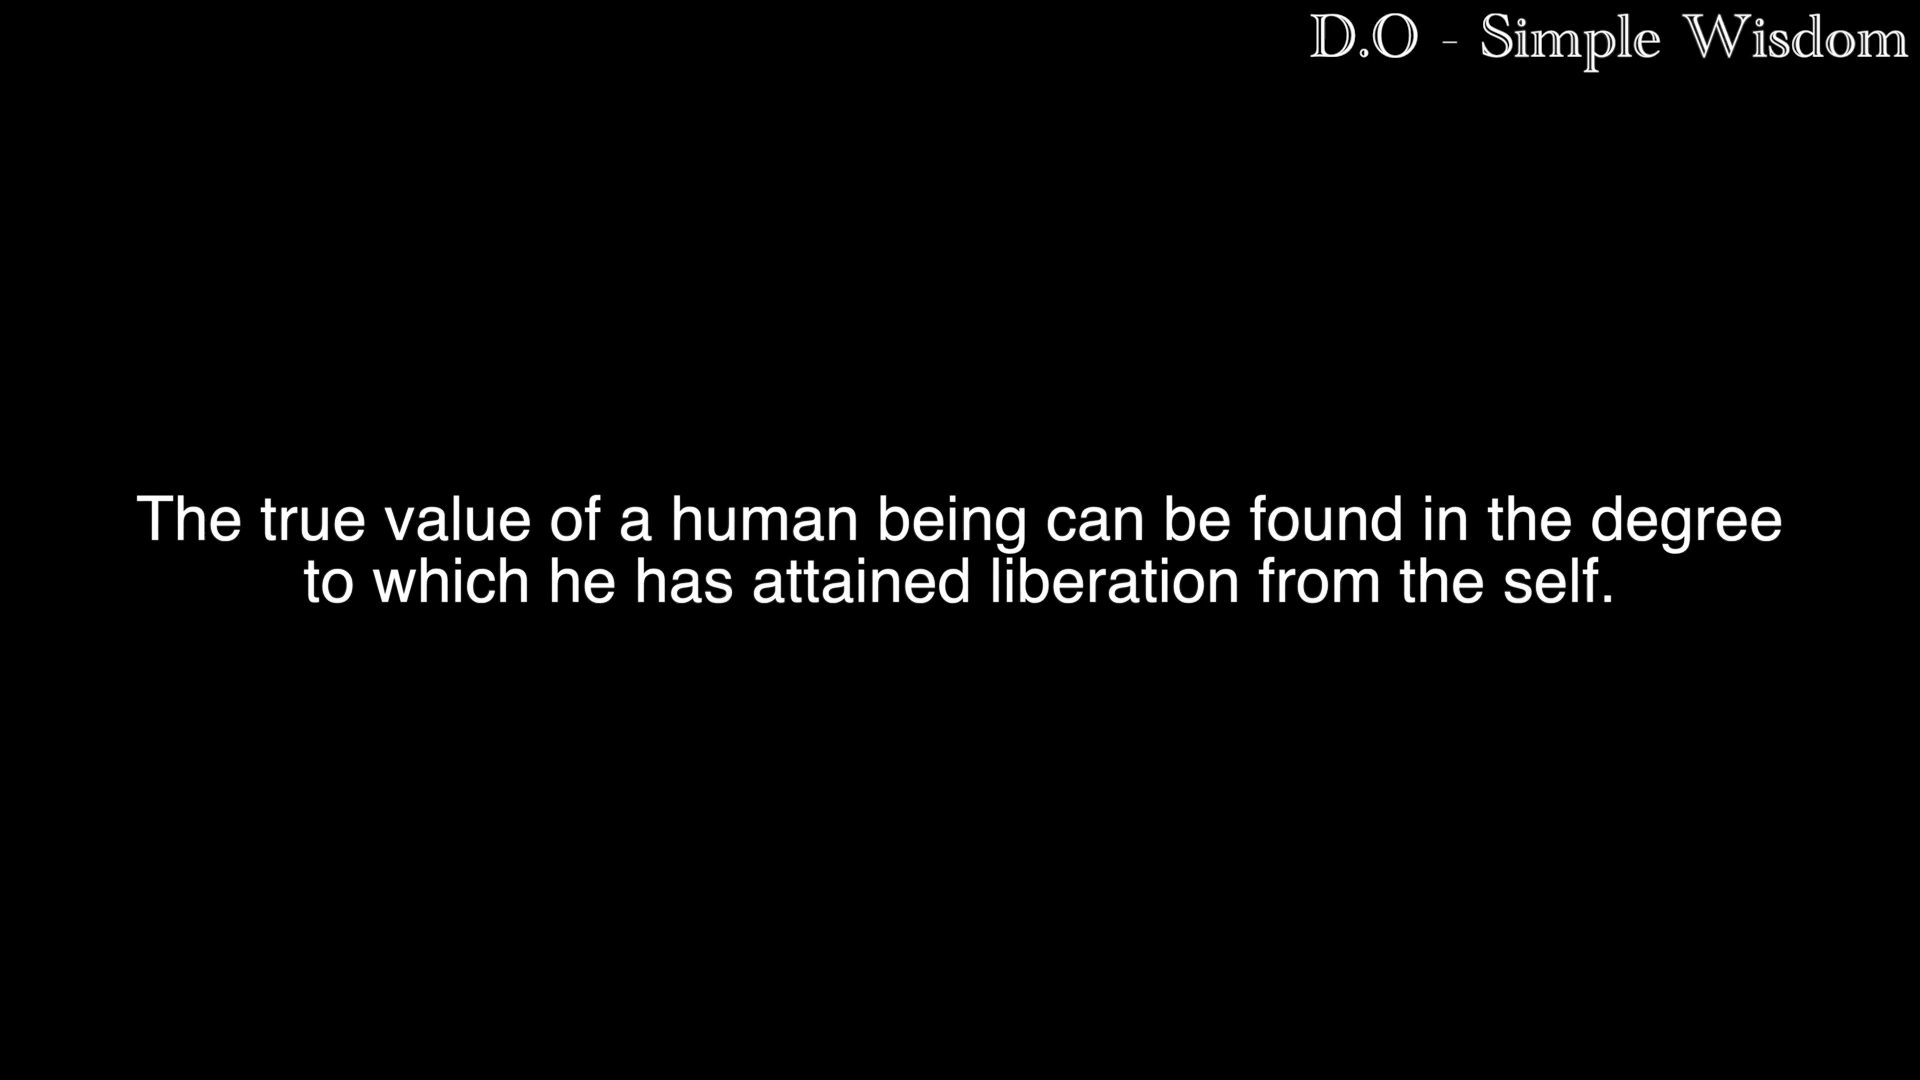 D.O - Simple Wisdom
The true value of a human being can be found in the degree
to which he has attained liberation from the self.